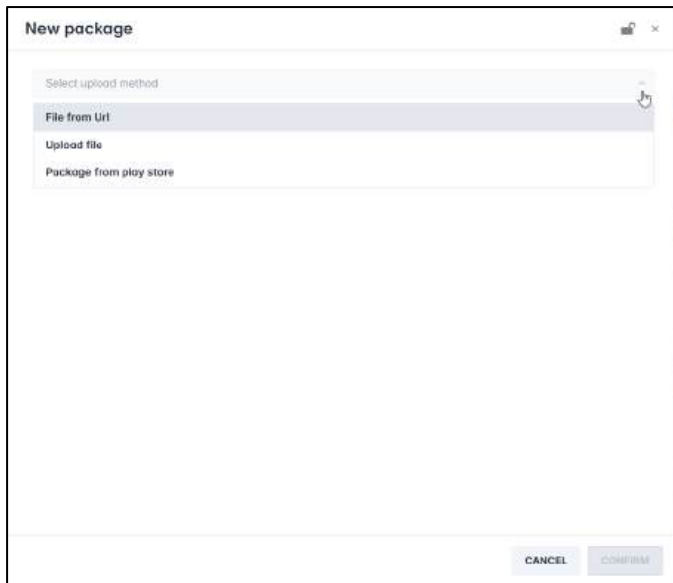 New package
Select upload method
File from Url
Upload file
Package from play store
CANCEL
CONFIRM